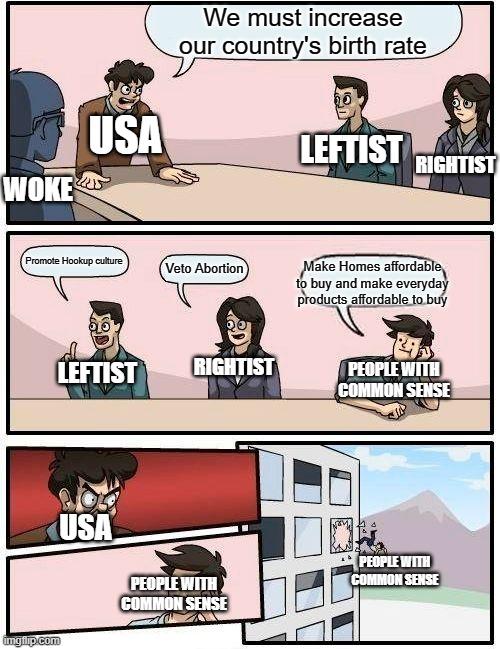 We must increase
our country's birth rate
USA
LEFTIST
RIGHTIST
WOKE
Promote Hookup culture
Veto Abortion
Make Homes affordable
to buy and make everyday
products affordable to buy
LEFTIST
RIGHTIST
PEOPLE WITH
COMMON SENSE
USA
PEOPLE WITH
COMMON SENSE
PEOPLE WITH
COMMON SENSE
imgflip.com